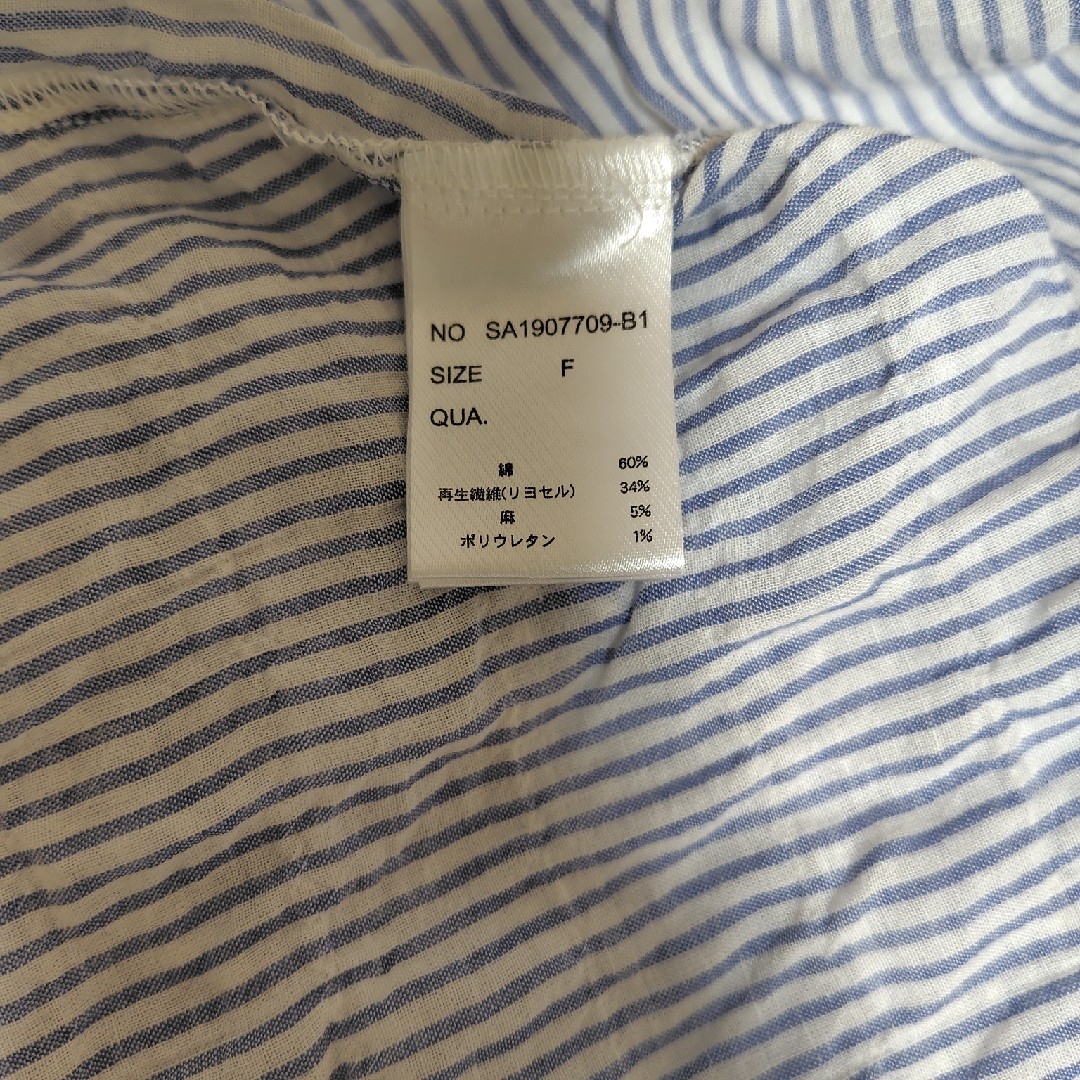 NO SA1907709-B1
SIZE F
QUA.
綿 60%
再生繊維(リヨセル) 34%
麻 5%
ポリウレタン 1%